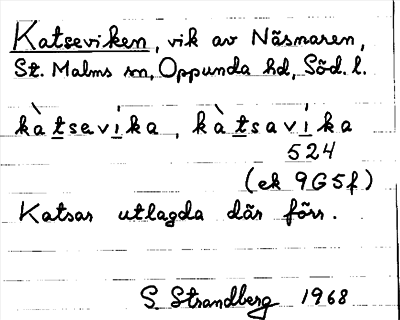 Katseviken, vik av Näsnaren,
St. Malms sn, Oppunda hd, Söd. l.
kàtsevi̍ka, kàtsavi̍ka
524
(ek 9G5f)
Katsar utlagda där förr.
S. Strandberg 1968